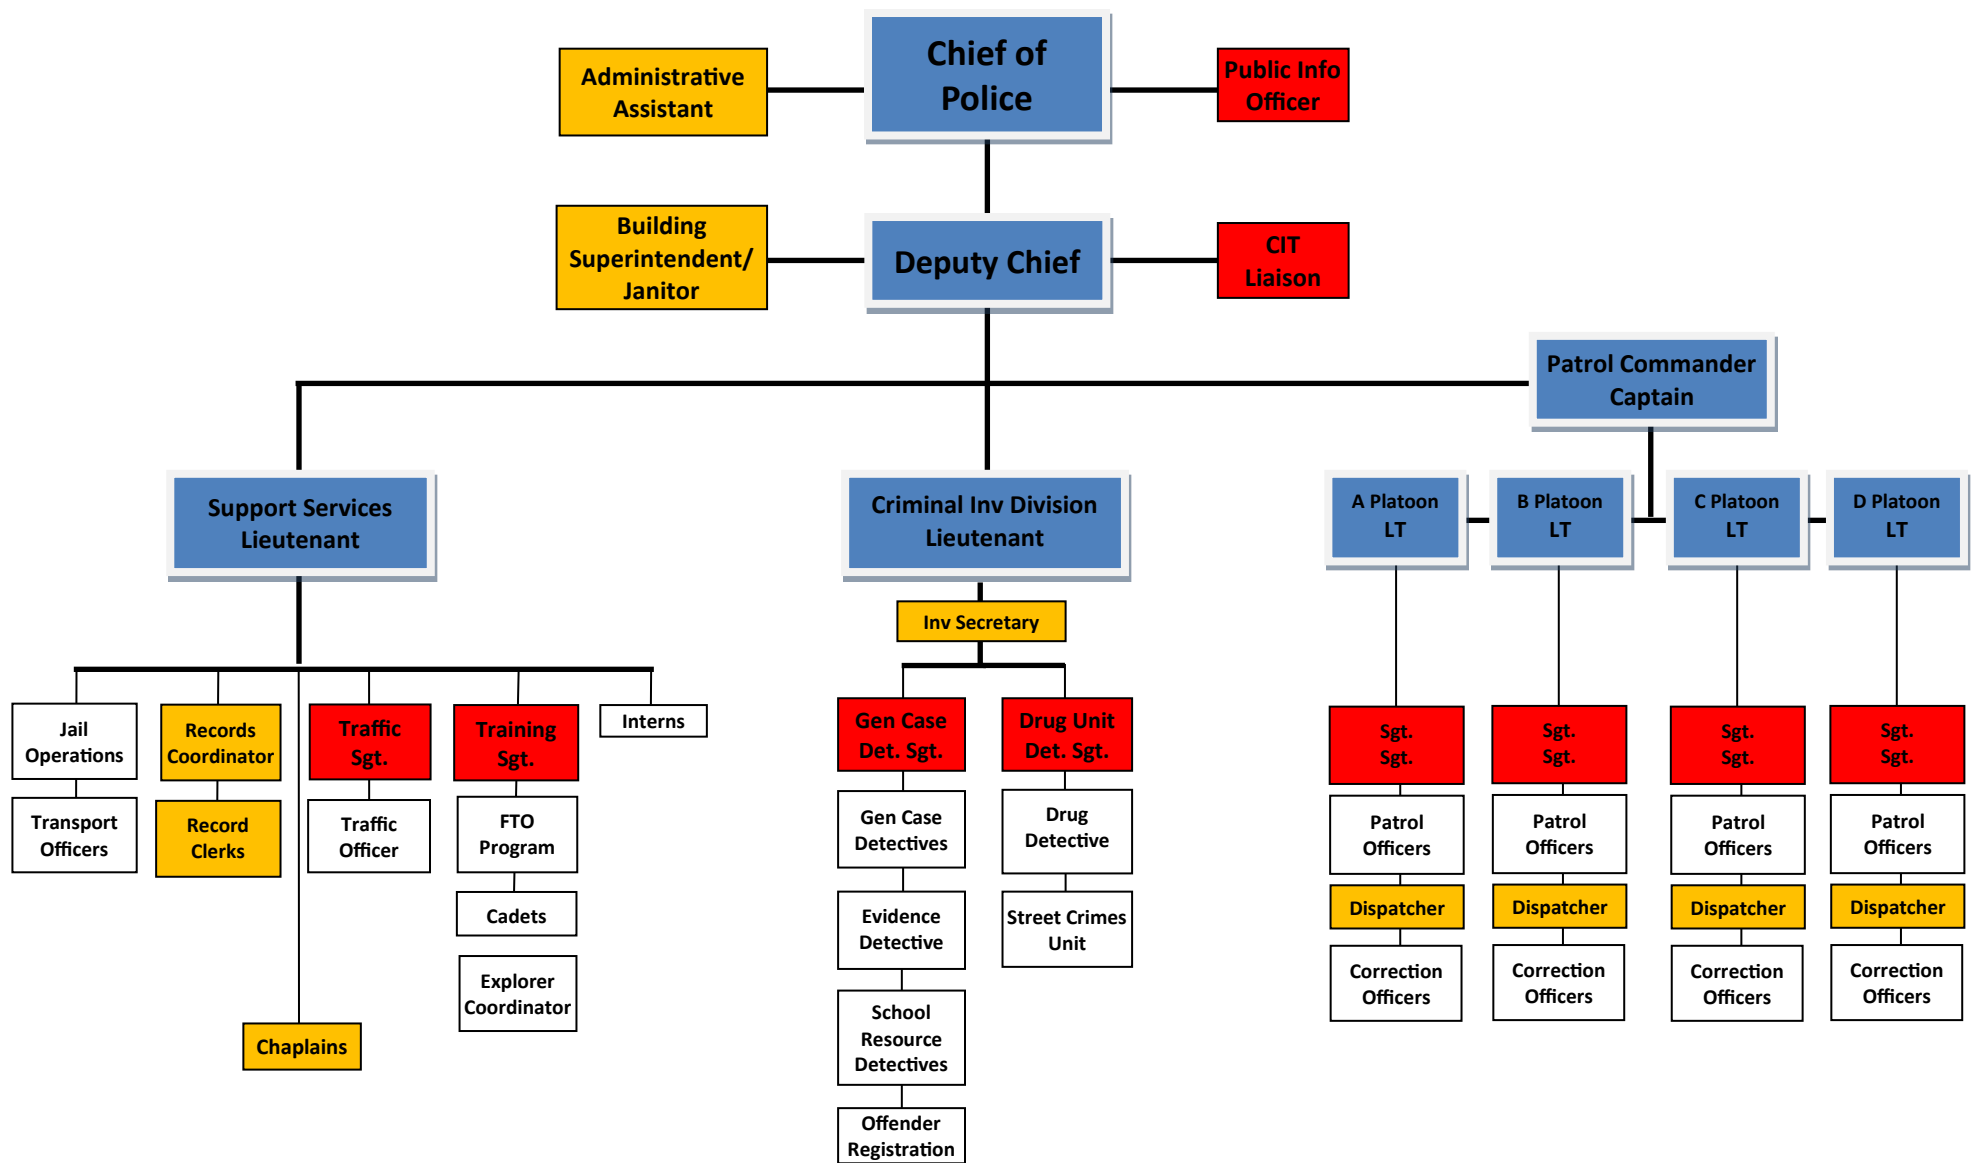 Chief of
Police
Administrative
Assistant
Public Info
Officer
Building
Superintendent/
Janitor
Deputy Chief
CIT
Liaison
Patrol Commander
Captain
Support Services
Lieutenant
Criminal Inv Division
Lieutenant
A Platoon
LT
B Platoon
LT
C Platoon
LT
D Platoon
LT
Inv Secretary
Jail
Operations
Transport
Officers
Records
Coordinator
Record
Clerks
Chaplains
Traffic
Sgt.
Traffic
Officer
Training
Sgt.
FTO
Program
Cadets
Explorer
Coordinator
Interns
Gen Case
Det. Sgt.
Gen Case
Detectives
Evidence
Detective
School
Resource
Detectives
Offender
Registration
Drug Unit
Det. Sgt.
Drug
Detective
Street Crimes
Unit
Sgt.
Sgt.
Patrol
Officers
Dispatcher
Correction
Officers
Sgt.
Sgt.
Patrol
Officers
Dispatcher
Correction
Officers
Sgt.
Sgt.
Patrol
Officers
Dispatcher
Correction
Officers
Sgt.
Sgt.
Patrol
Officers
Dispatcher
Correction
Officers